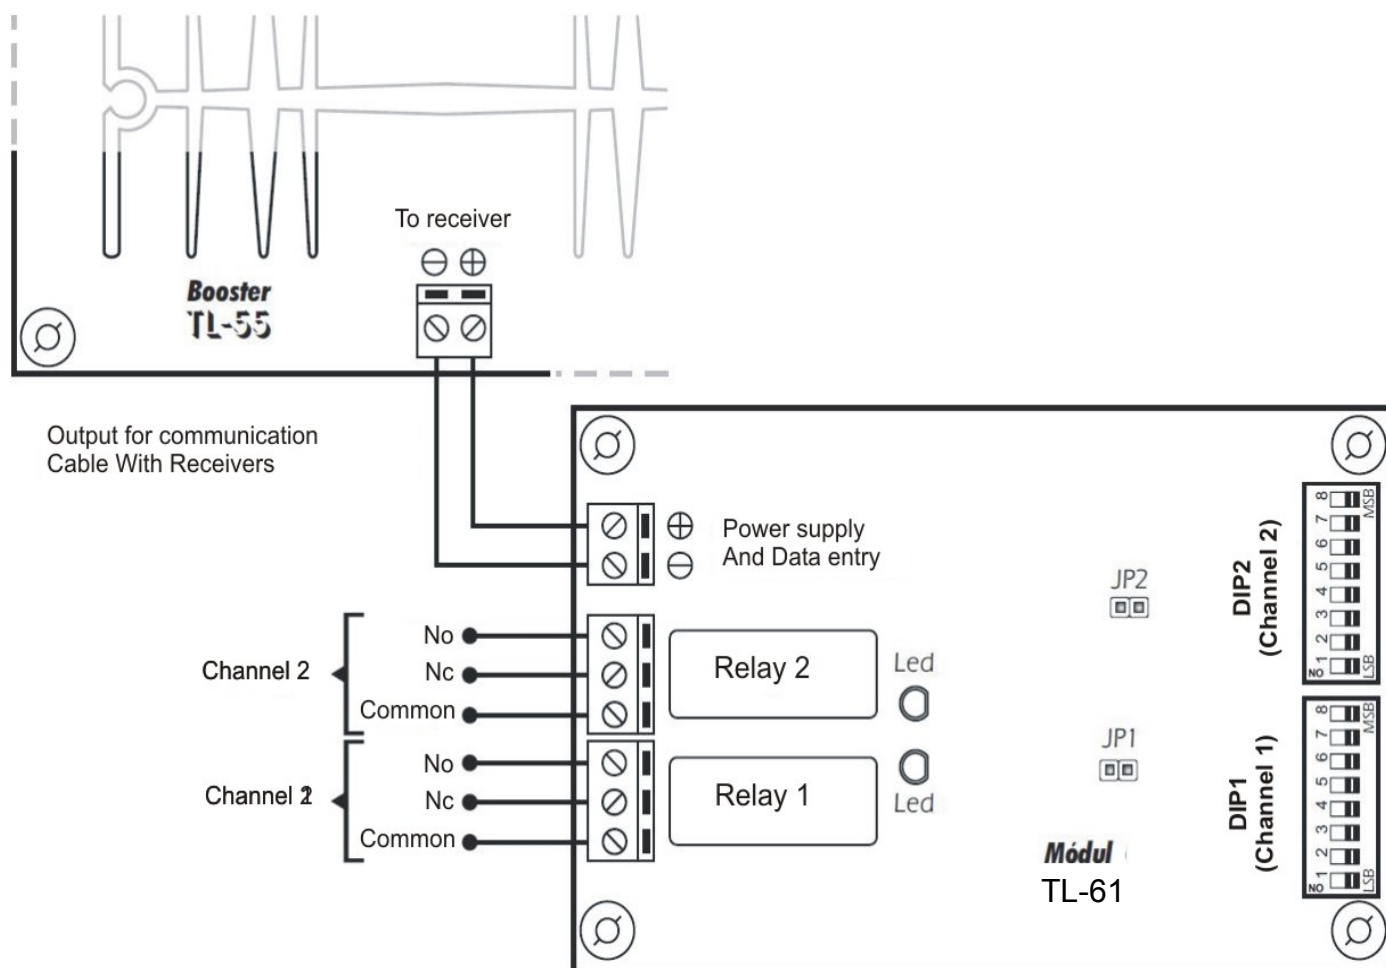 To receiver
Booster
TL-55
Output for communication
Cable With Receivers
Power supply
And Data entry
Channel 2
No
Nc
Common
Relay 2
Led
JP2
DIP2
(Channel 2)
8
7
6
5
4
3
2
1
MSB
LSB
NO
Channel
No
Nc
Common
Relay 1
Led
JP1
DIP1
(Channel 1)
8
7
6
5
4
3
2
1
MSB
LSB
NO
Módul
TL-61